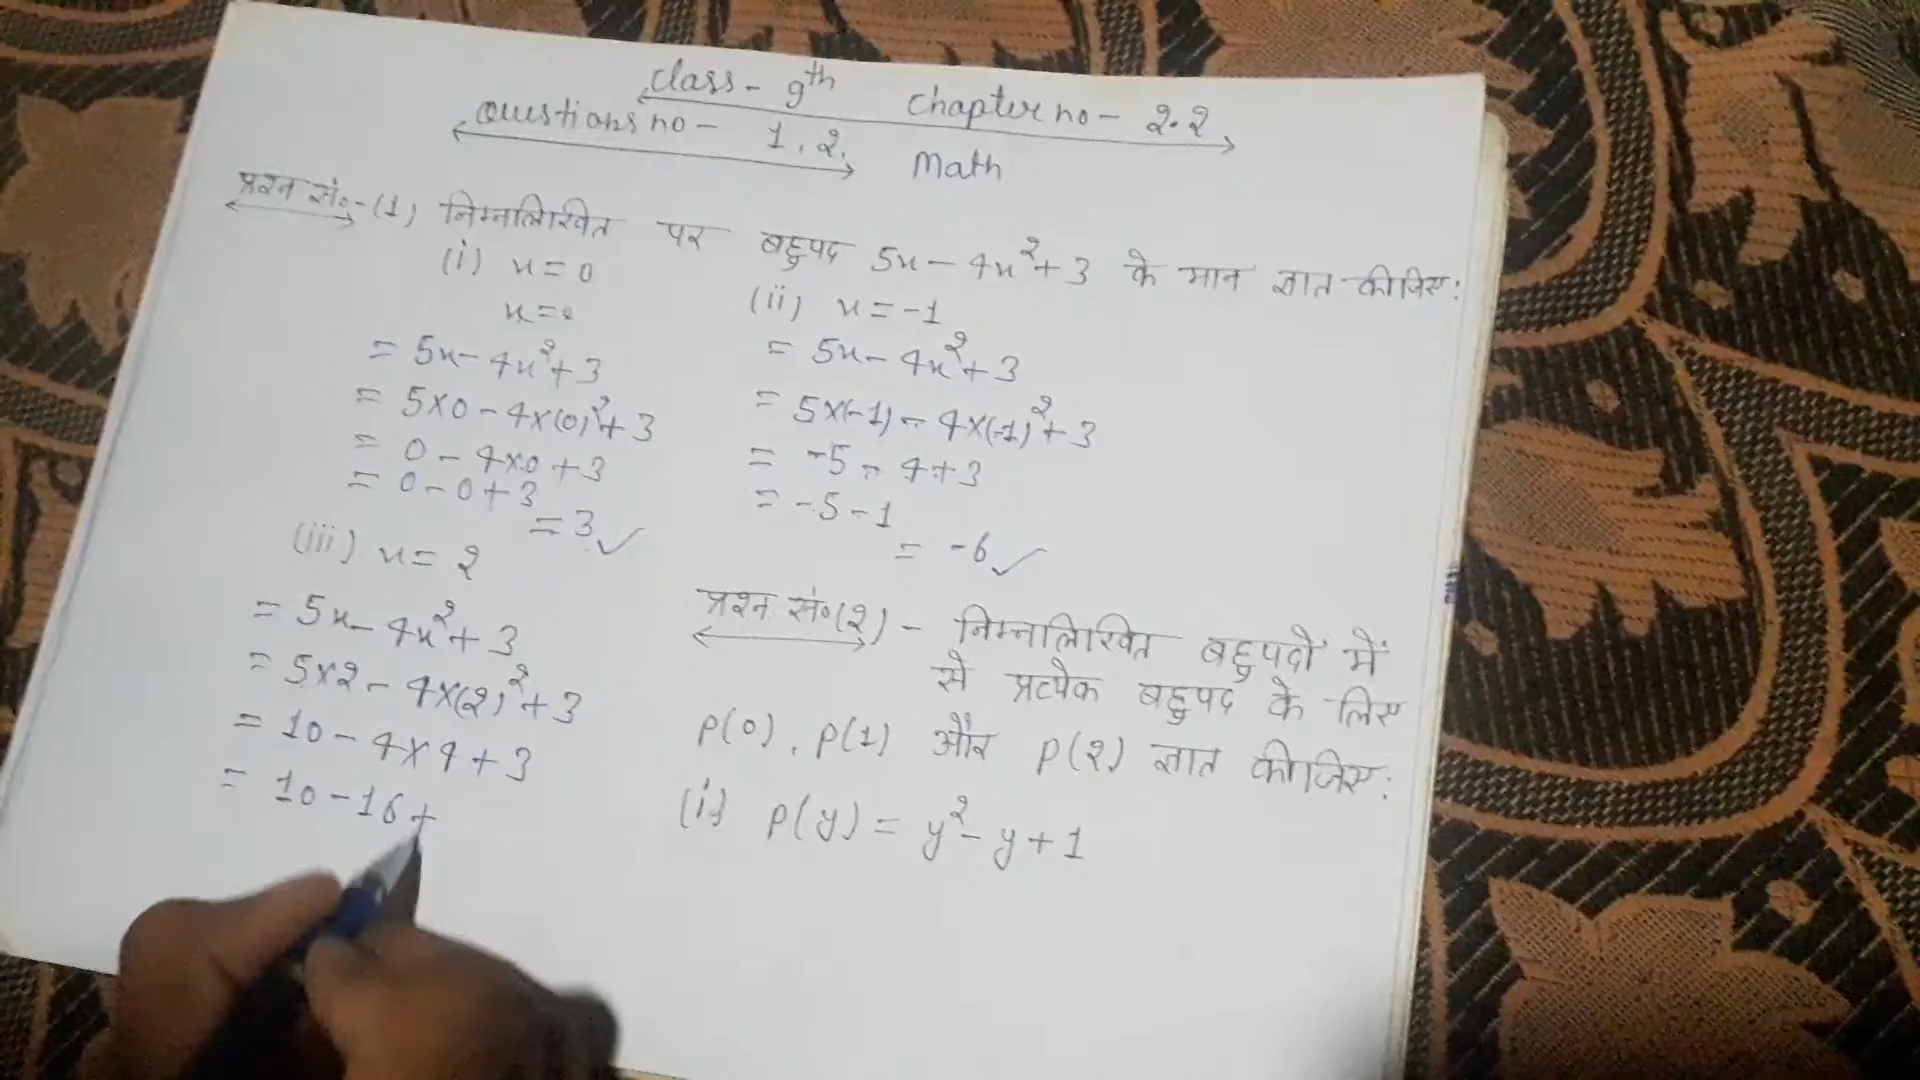 Class - 9th Chapter no - 2.2
Questions no - 1, 2. Math
प्रश्न सं०-(1) निम्नलिखित पर बहुपद 5x - 4x² + 3 के मान ज्ञात कीजिए:
(i) x = 0
x = 0
= 5x - 4x² + 3
= 5×0 - 4×(0)² + 3
= 0 - 4×0 + 3
= 0 - 0 + 3
= 3 ✓
(ii) x = -1
= 5x - 4x² + 3
= 5×(-1) - 4×(-1)² + 3
= -5 - 4 + 3
= -5 - 1
= -6 ✓
(iii) x = 2
= 5x - 4x² + 3
= 5×2 - 4×(2)² + 3
= 10 - 4×4 + 3
= 10 - 16 +
प्रश्न सं०(2) - निम्नलिखित बहुपदों में
से प्रत्येक बहुपद के लिए
p(0), p(1) और p(2) ज्ञात कीजिए:
(i) p(y) = y² - y + 1